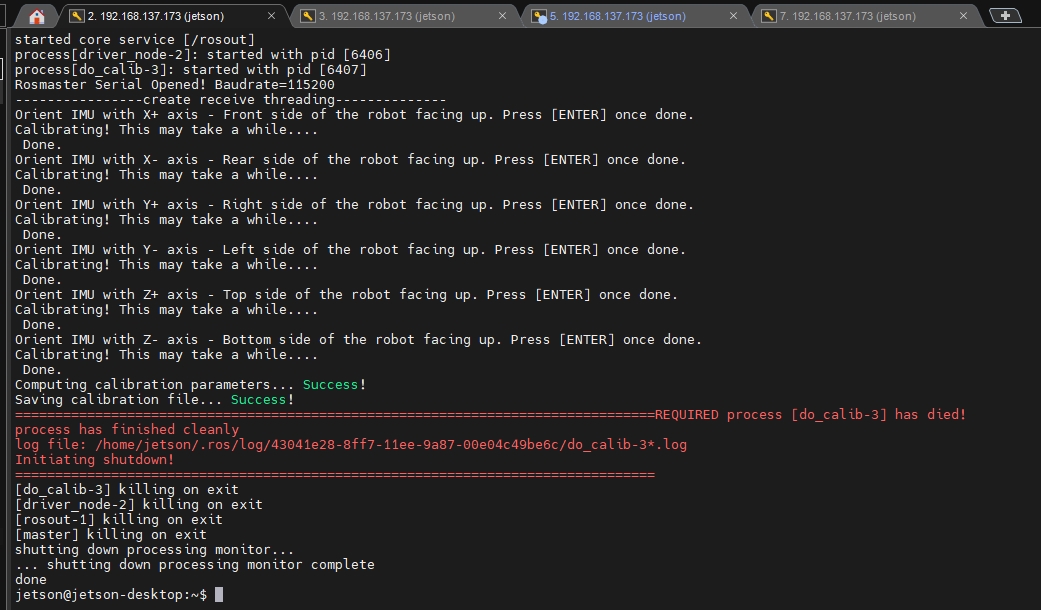 2. 192.168.137.173 (jetson)
3. 192.168.137.173 (jetson)
5. 192.168.137.173 (jetson)
7. 192.168.137.173 (jetson)
started core service [/rosout]
process[driver_node-2]: started with pid [6406]
process[do_calib-3]: started with pid [6407]
Rosmaster Serial Opened! Baudrate=115200
----------------create receive threading--------------
Orient IMU with X+ axis - Front side of the robot facing up. Press [ENTER] once done.
Calibrating! This may take a while....
 Done.
Orient IMU with X- axis - Rear side of the robot facing up. Press [ENTER] once done.
Calibrating! This may take a while....
 Done.
Orient IMU with Y+ axis - Right side of the robot facing up. Press [ENTER] once done.
Calibrating! This may take a while....
 Done.
Orient IMU with Y- axis - Left side of the robot facing up. Press [ENTER] once done.
Calibrating! This may take a while....
 Done.
Orient IMU with Z+ axis - Top side of the robot facing up. Press [ENTER] once done.
Calibrating! This may take a while....
 Done.
Orient IMU with Z- axis - Bottom side of the robot facing up. Press [ENTER] once done.
Calibrating! This may take a while....
 Done.
Computing calibration parameters... Success!
Saving calibration file... Success!
================================================================================REQUIRED process [do_calib-3] has died!
process has finished cleanly
log file: /home/jetson/.ros/log/43041e28-8ff7-11ee-9a87-00e04c49be6c/do_calib-3*.log
Initiating shutdown!
================================================================================
[do_calib-3] killing on exit
[driver_node-2] killing on exit
[rosout-1] killing on exit
[master] killing on exit
shutting down processing monitor...
... shutting down processing monitor complete
done
jetson@jetson-desktop:~$